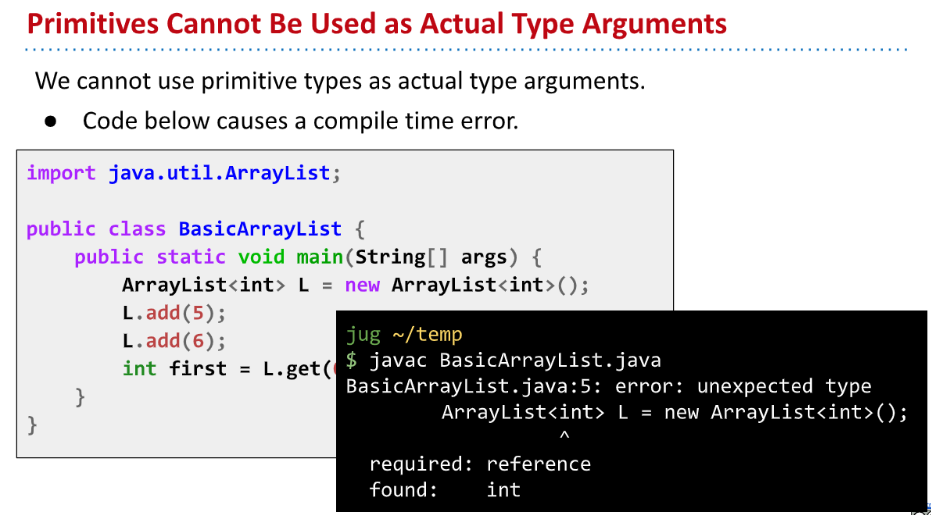 Primitives Cannot Be Used as Actual Type Arguments
We cannot use primitive types as actual type arguments.
● Code below causes a compile time error.
import java.util.ArrayList;
public class BasicArrayList {
    public static void main(String[] args) {
        ArrayList<int> L = new ArrayList<int>();
        L.add(5);
        L.add(6);
        int first = L.get(
    }
}
jug ~/temp
$ javac BasicArrayList.java
BasicArrayList.java:5: error: unexpected type
        ArrayList<int> L = new ArrayList<int>();
                  ^
  required: reference
  found:    int